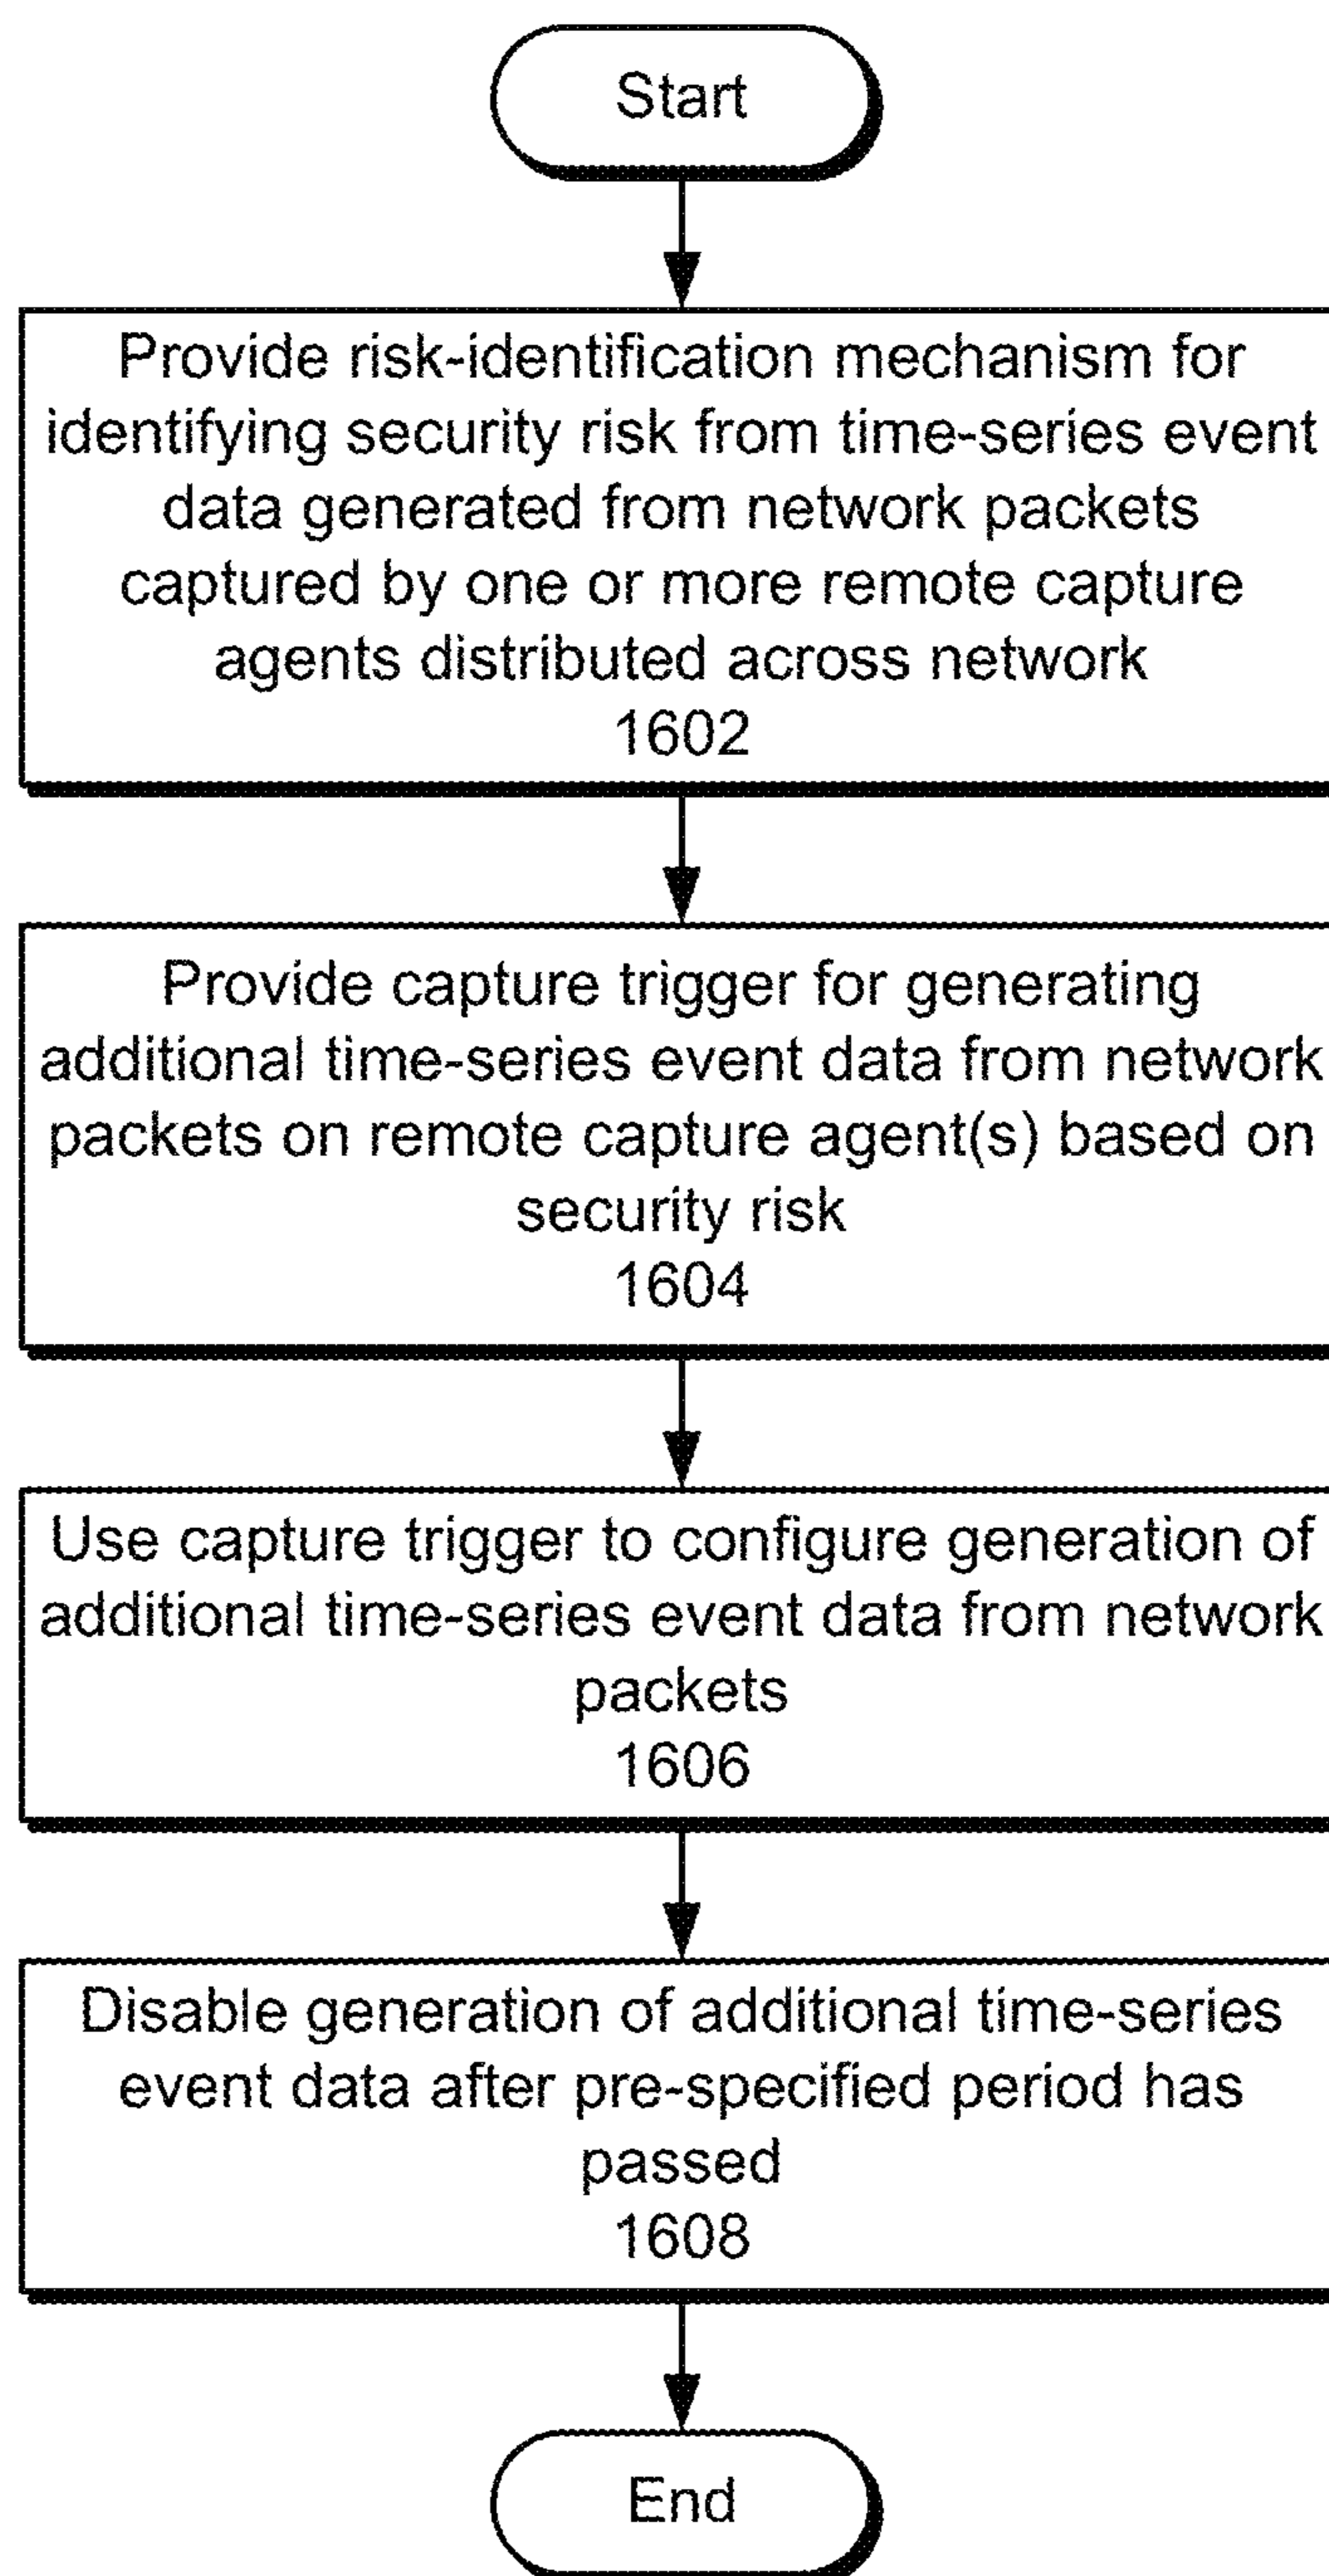 Start
Provide risk-identification mechanism for
identifying security risk from time-series event
data generated from network packets
captured by one or more remote capture
agents distributed across network
1602
Provide capture trigger for generating
additional time-series event data from network
packets on remote capture agent(s) based on
security risk
1604
Use capture trigger to configure generation of
additional time-series event data from network
packets
1606
Disable generation of additional time-series
event data after pre-specified period has
passed
1608
End